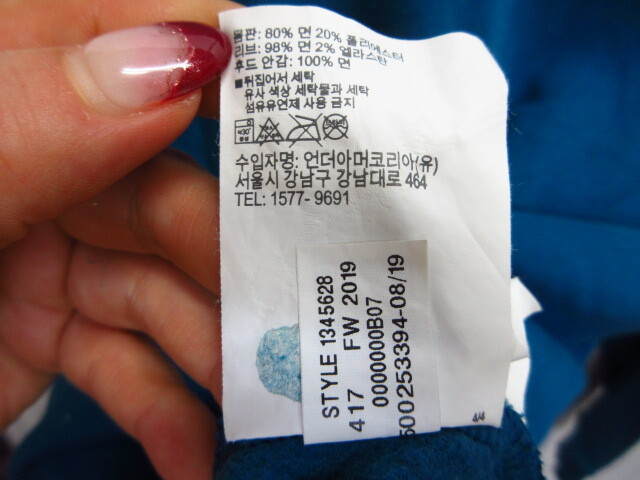 몸판: 80% 면 20% 폴리에스터
리브: 98% 면 2% 엘라스탄
후드 안감: 100% 면
■뒤집어서 세탁
유사 색상 세탁물과 세탁
섬유유연제 사용 금지
수입자명: 언더아머코리아(유)
서울시 강남구 강남대로 464
TEL: 1577- 9691
STYLE 1345628
417 FW 2019
0000000B07
500253394-08/19
4/4